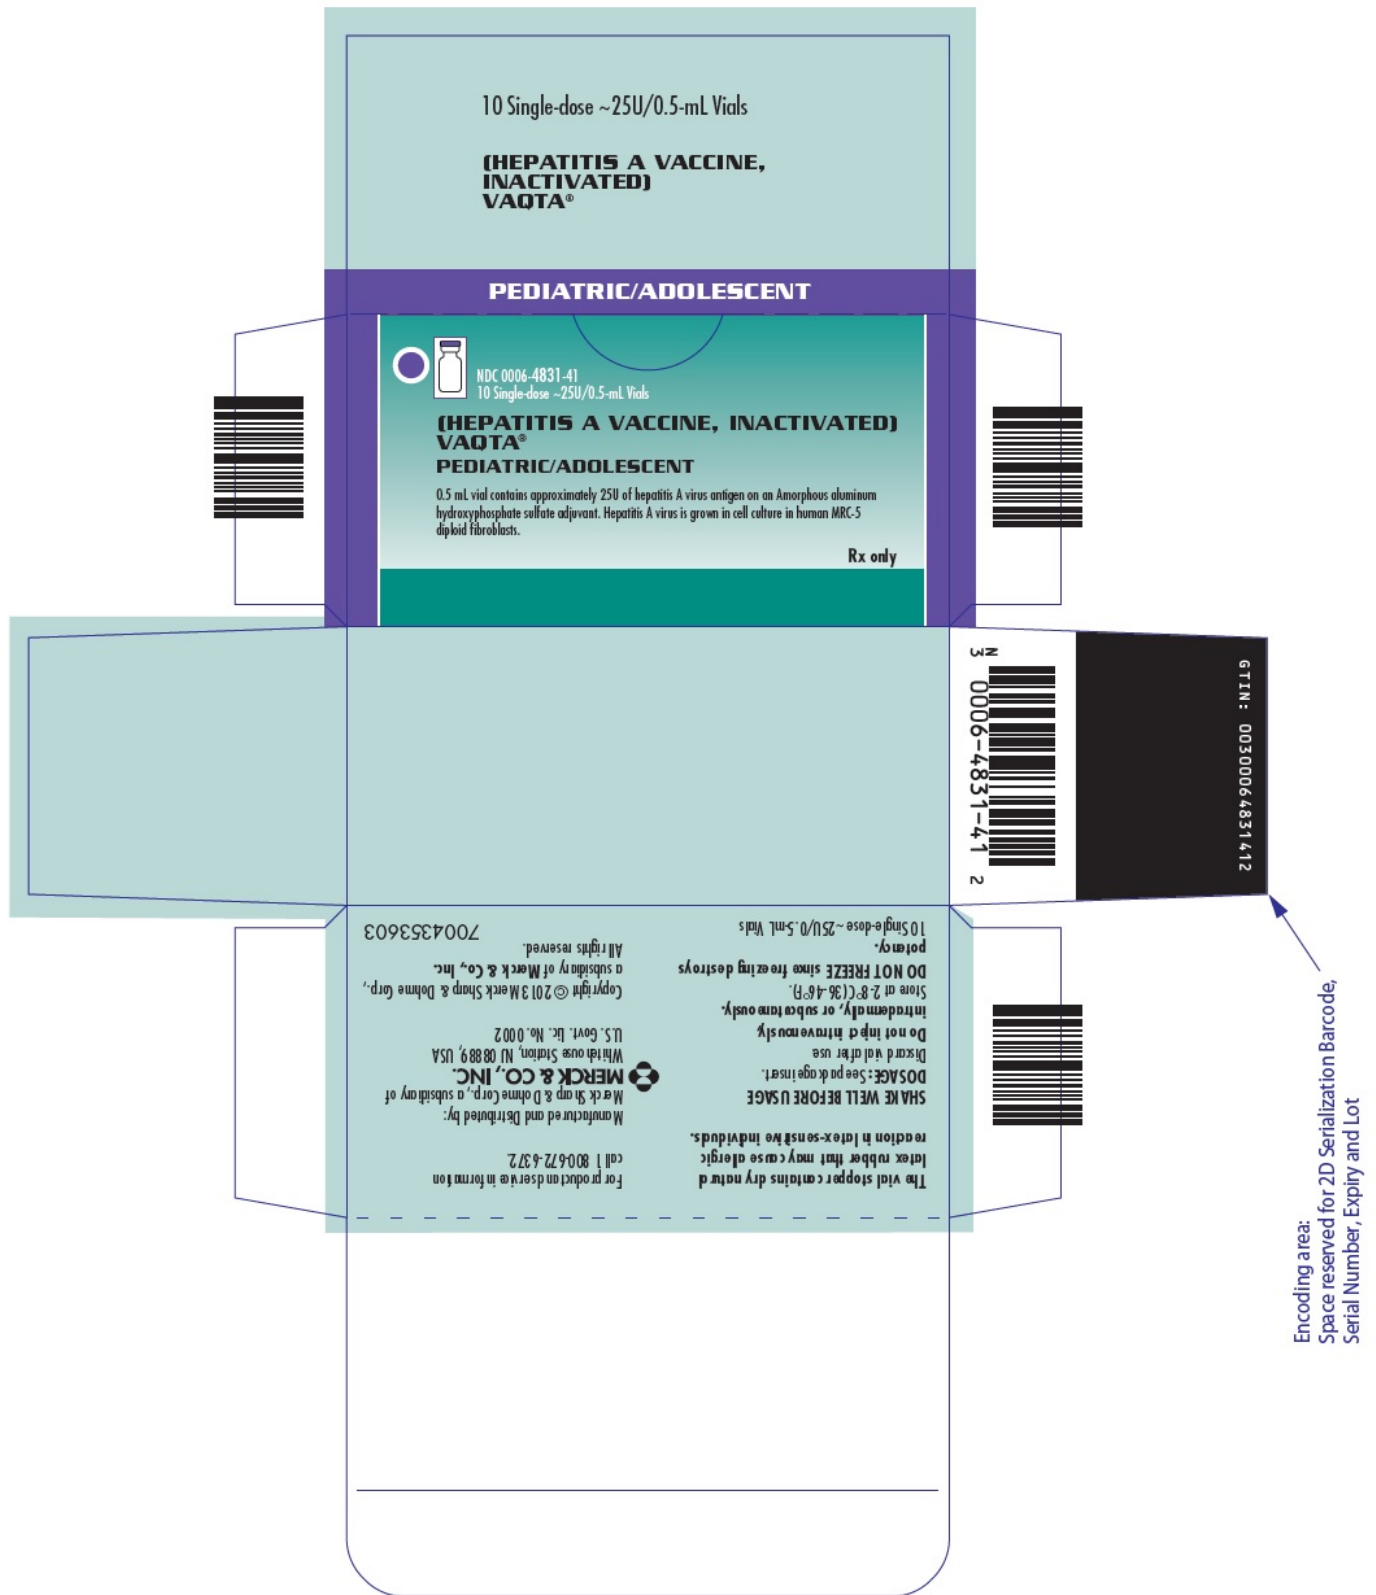 10 Single-dose ~25U/0.5-mL Vials
(HEPATITIS A VACCINE,
INACTIVATED)
VAQTA®
PEDIATRIC/ADOLESCENT
NDC 0006-4831-41
10 Single-dose ~25U/0.5-mL Vials
(HEPATITIS A VACCINE, INACTIVATED)
VAQTA®
PEDIATRIC/ADOLESCENT
0.5 mL vial contains approximately 25U of hepatitis A virus antigen on an Amorphous aluminum
hydroxyphosphate sulfate adjuvant. Hepatitis A virus is grown in cell culture in human MRC-5
diploid fibroblasts.
Rx only
N
3 0006-4831-41 2
GTIN: 00300064831412
Encoding area:
Space reserved for 2D Serialization Barcode,
Serial Number, Expiry and Lot
The vial stopper contains dry natural
latex rubber that may cause allergic
reaction in latex-sensitive individuals.
SHAKE WELL BEFORE USAGE
DOSAGE: See package insert.
Discard vial after use
Do not inject intravenously,
intradermally, or subcutaneously.
Store at 2-8°C (36-46°F).
DO NOT FREEZE since freezing destroys
potency.
10 Single-dose ~25U/0.5-mL Vials
For product and service information
call 1 800-672-6372.
Manufactured and Distributed by:
Merck Sharp & Dohme Corp., a subsidiary of
MERCK & CO., INC.
Whitehouse Station, NJ 08889, USA
U.S. Govt. Lic. No. 0002
Copyright © 2013 Merck Sharp & Dohme Corp.,
a subsidiary of Merck & Co., Inc.
All rights reserved.
7004353603